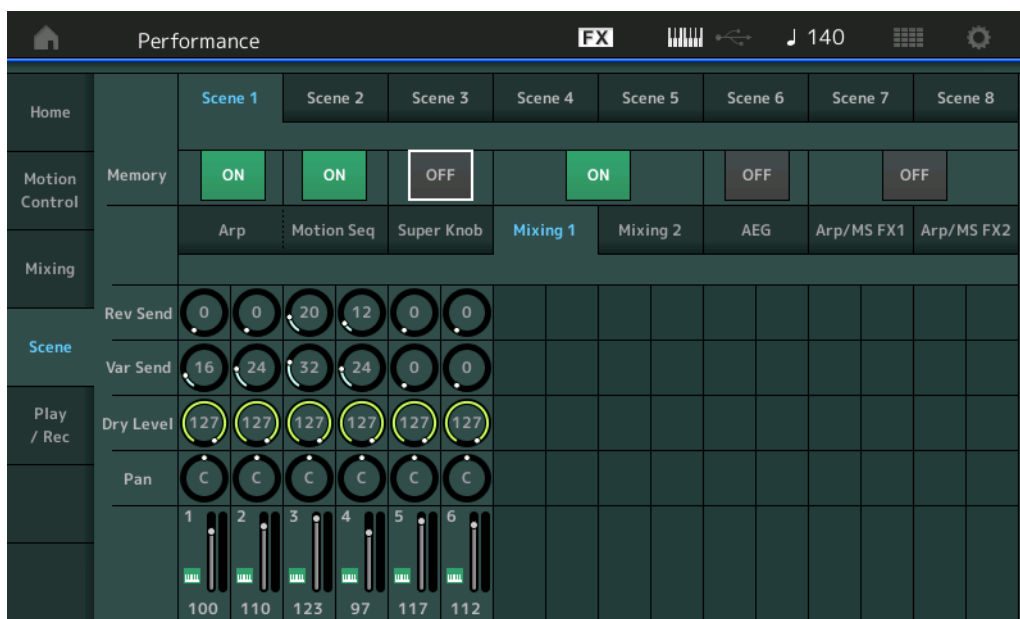 Performance FX 140
Scene 1 Scene 2 Scene 3 Scene 4 Scene 5 Scene 6 Scene 7 Scene 8
Home
Memory ON ON OFF ON OFF OFF
Motion
Control
Arp Motion Seq Super Knob Mixing 1 Mixing 2 AEG Arp/MS FX1 Arp/MS FX2
Mixing
Rev Send 0 0 20 12 0 0
Scene
Var Send 16 24 32 24 0 0
Play
/ Rec
Dry Level 127 127 127 127 127 127
Pan C C C C C C
1 2 3 4 5 6
100 110 123 97 117 112